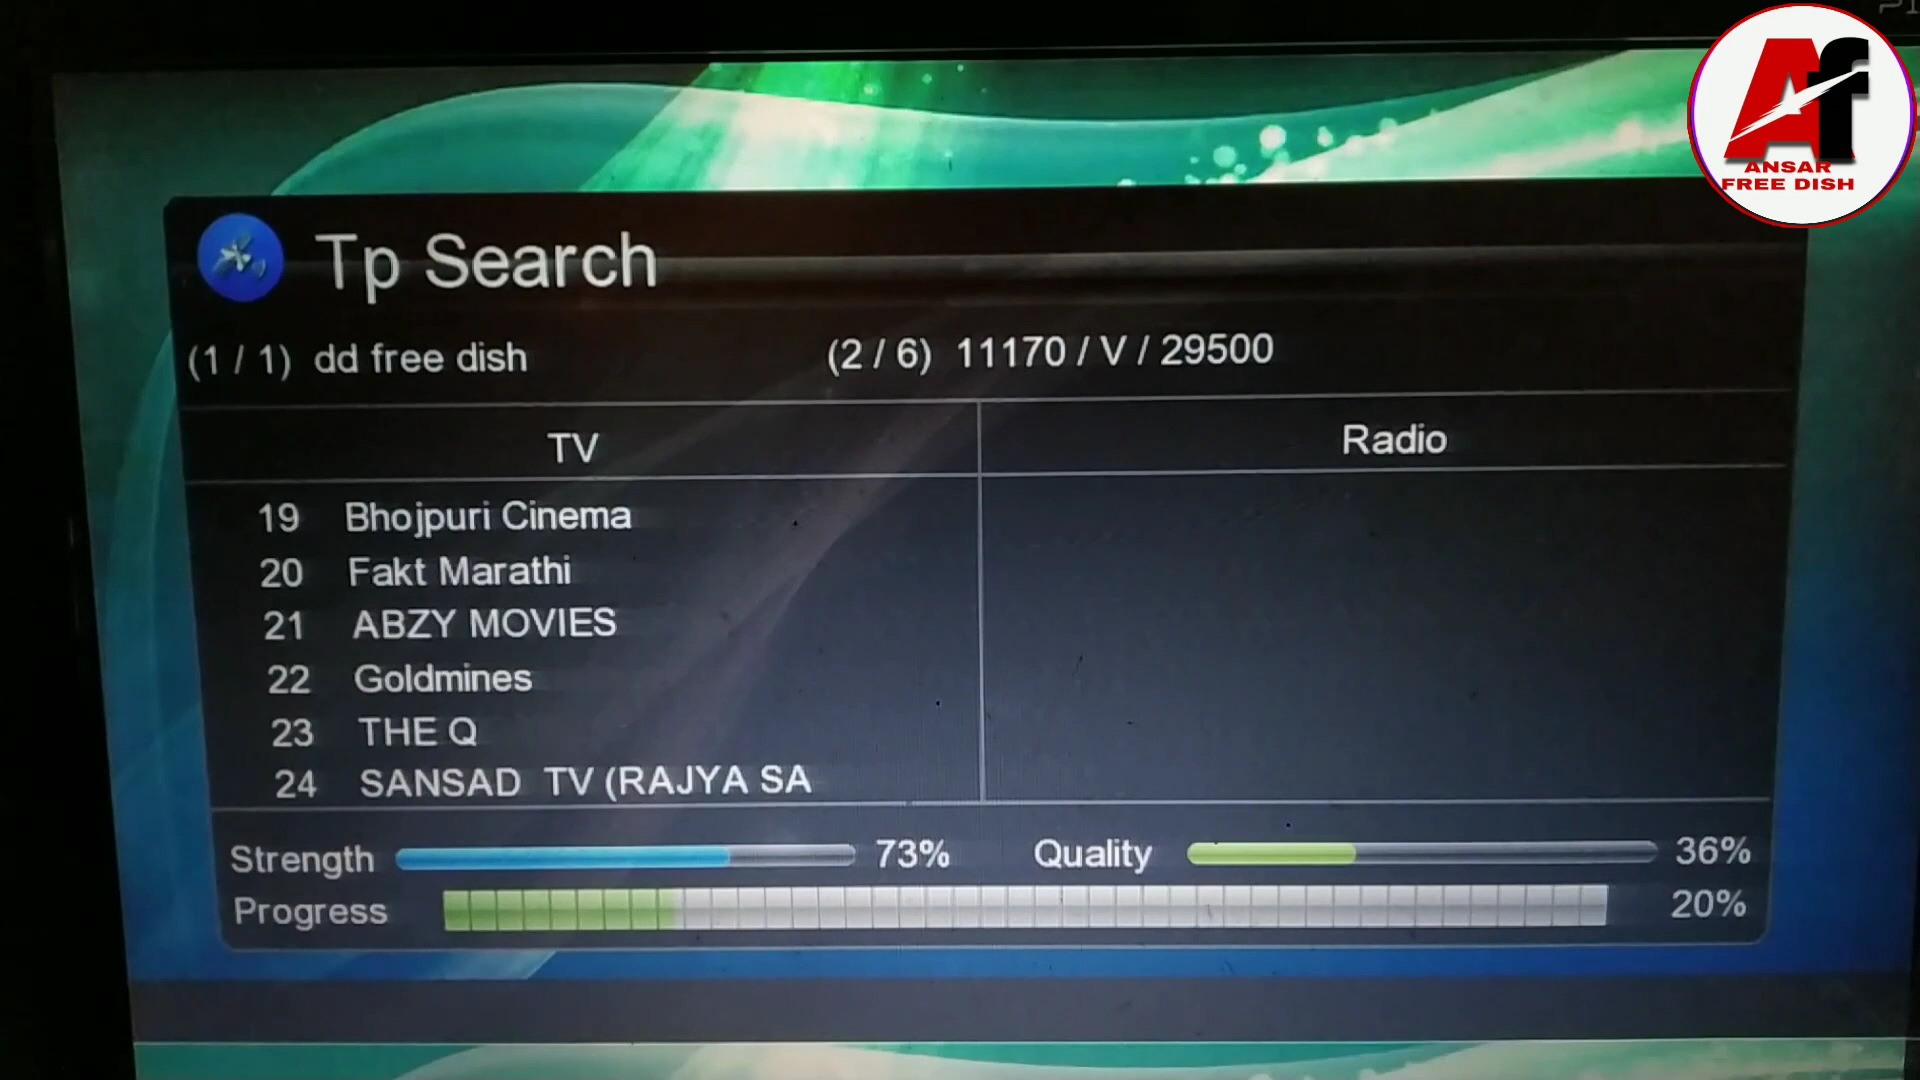 Af
ANSAR
FREE DISH
Tp Search
(1 / 1) dd free dish
(2 / 6) 11170 / V / 29500
TV
Radio
19 Bhojpuri Cinema
20 Fakt Marathi
21 ABZY MOVIES
22 Goldmines
23 THE Q
24 SANSAD TV (RAJYA SA
Strength 73%
Quality 36%
Progress 20%